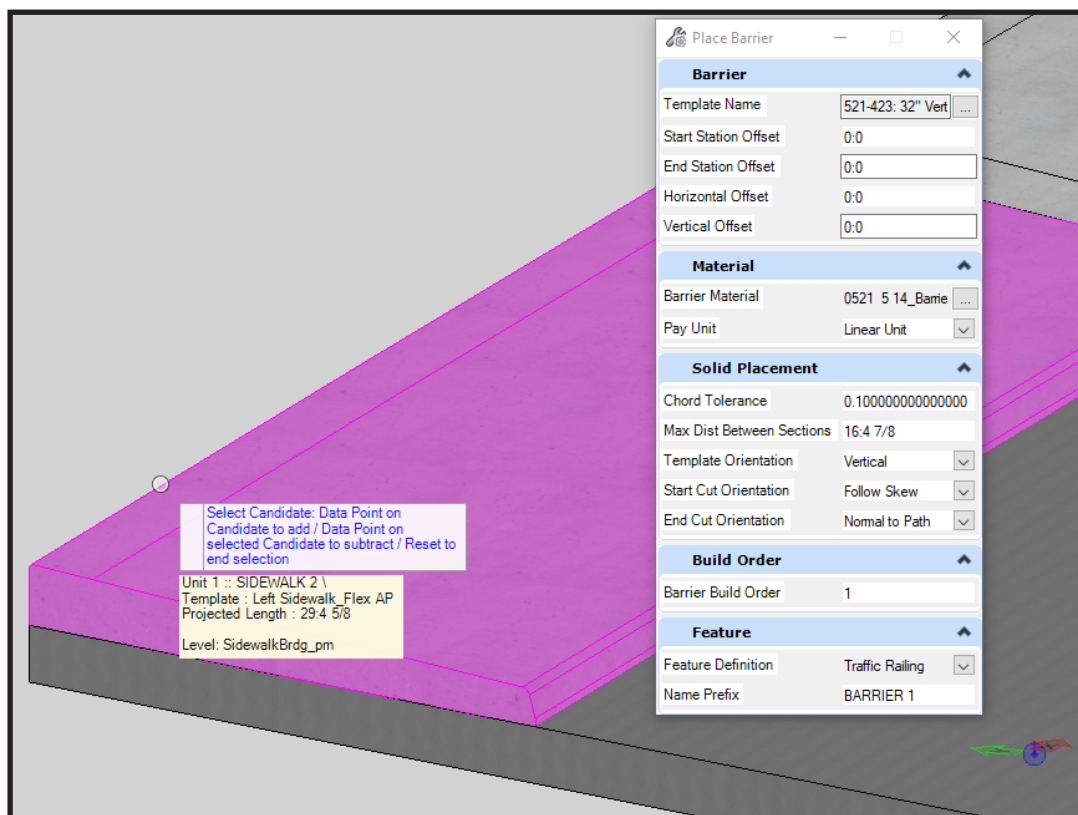 Place Barrier
Barrier
Template Name 521-423: 32" Vert ...
Start Station Offset 0:0
End Station Offset 0:0
Horizontal Offset 0:0
Vertical Offset 0:0
Material
Barrier Material 0521 5 14_Barrie ...
Pay Unit Linear Unit
Solid Placement
Chord Tolerance 0.100000000000000
Max Dist Between Sections 16:4 7/8
Template Orientation Vertical
Start Cut Orientation Follow Skew
End Cut Orientation Normal to Path
Build Order
Barrier Build Order 1
Feature
Feature Definition Traffic Railing
Name Prefix BARRIER 1
Select Candidate: Data Point on
Candidate to add / Data Point on
selected Candidate to subtract / Reset to
end selection
Unit 1 :: SIDEWALK 2 \
Template : Left Sidewalk_Flex AP
Projected Length : 29:4 5/8
Level: SidewalkBrdg_pm